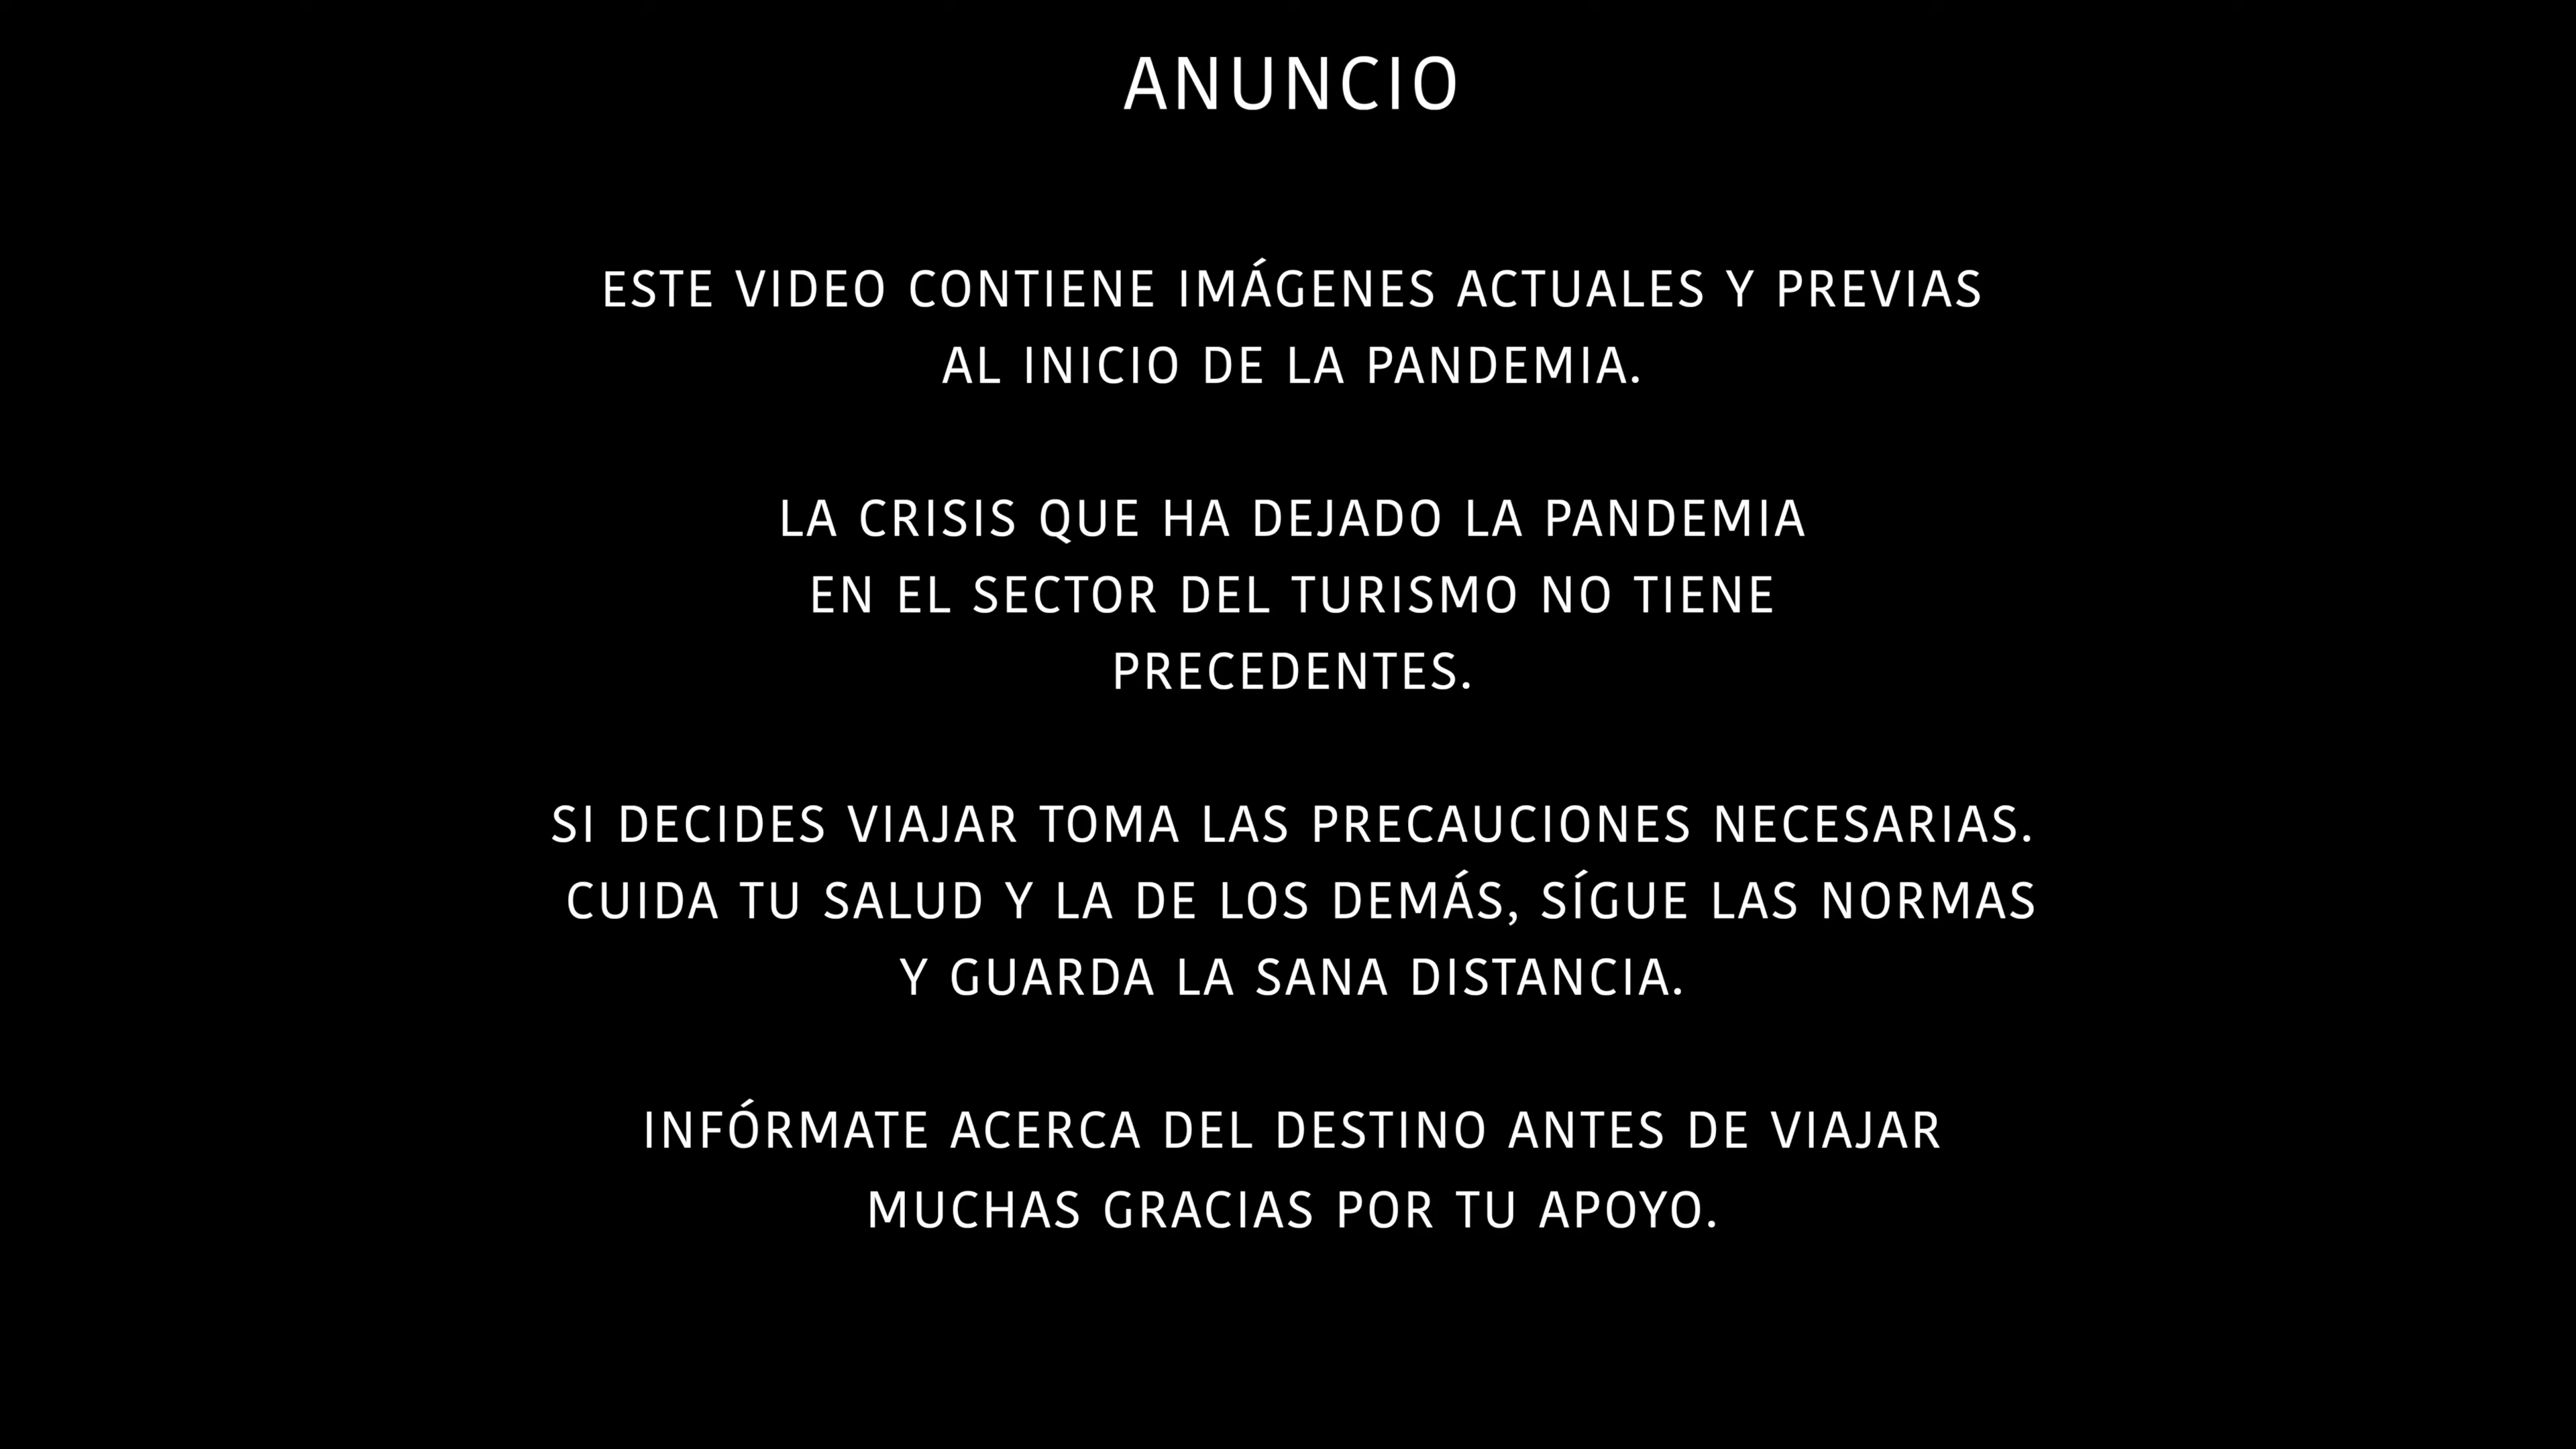 ANUNCIO
ESTE VIDEO CONTIENE IMÁGENES ACTUALES Y PREVIAS
AL INICIO DE LA PANDEMIA.
LA CRISIS QUE HA DEJADO LA PANDEMIA
EN EL SECTOR DEL TURISMO NO TIENE
PRECEDENTES.
SI DECIDES VIAJAR TOMA LAS PRECAUCIONES NECESARIAS.
CUIDA TU SALUD Y LA DE LOS DEMÁS, SÍGUE LAS NORMAS
Y GUARDA LA SANA DISTANCIA.
INFÓRMATE ACERCA DEL DESTINO ANTES DE VIAJAR
MUCHAS GRACIAS POR TU APOYO.